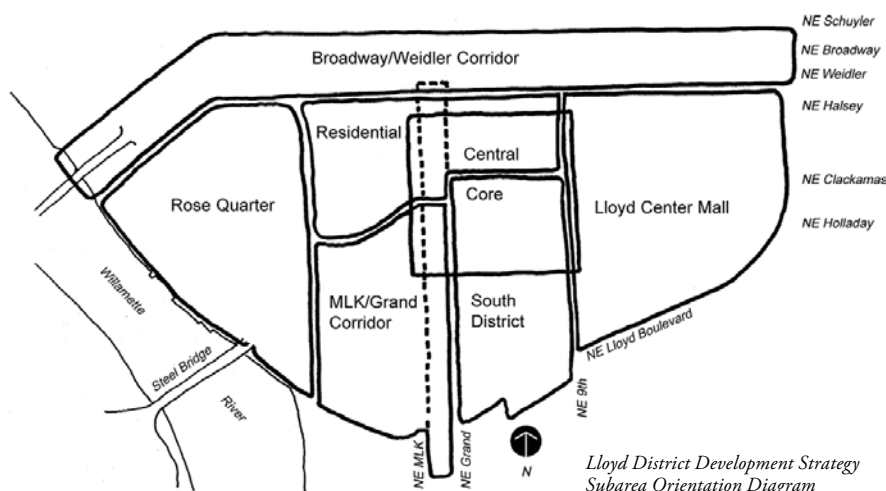 NE Schuyler
Broadway/Weidler Corridor
NE Broadway
NE Weidler
NE Halsey
Residential
Central
Core
NE Clackamas
Rose Quarter
Lloyd Center Mall
NE Holladay
Willamette
MLK/Grand
Corridor
South
District
NE Lloyd Boulevard
Steel Bridge
River
NE 9th
NE MLK
NE Grand
N
Lloyd District Development Strategy
Subarea Orientation Diagram